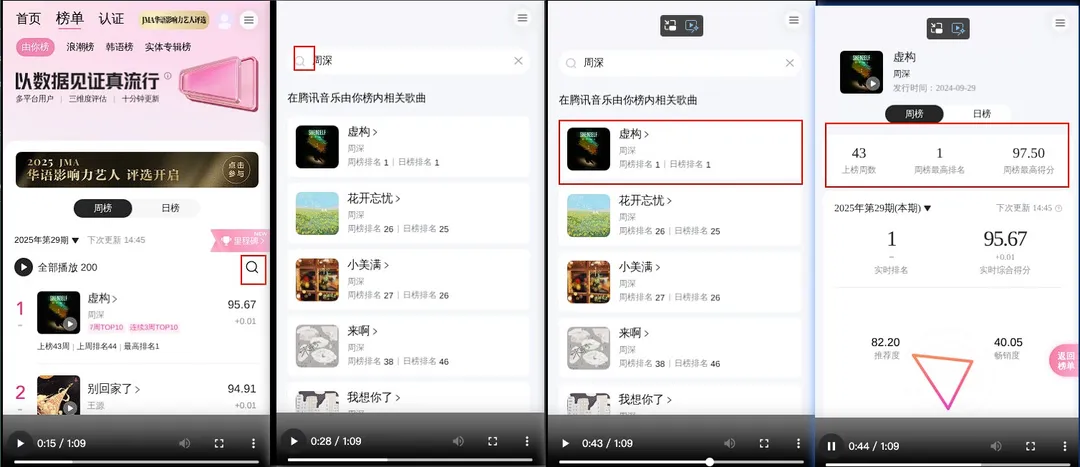 首页 榜单 认证 JMA华语影响力艺人评选
由你榜 浪潮榜 韩语榜 实体专辑榜
以数据见证真流行
多平台用户 | 三维度评估 | 十分钟更新
2025 JMA
华语影响力艺人 评选开启
点击参与
周榜 日榜
2025年第29期 下次更新 14:45
NEW
里程碑
全部播放 200
1 虚构 95.67
周深 +0.01
7周TOP10 连续3周TOP10
上榜43周 | 上周排名44 | 最高排名1
2 别回家了 94.91
王源 +0.01
0:15 / 1:09
周深
在腾讯音乐由你榜内相关歌曲
虚构
周深
周榜排名 1 | 日榜排名 1
花开忘忧
周深
周榜排名 26 | 日榜排名 25
小美满
周深
周榜排名 27 | 日榜排名 26
来啊
周深
周榜排名 38 | 日榜排名 46
我想你了
周深
0:28 / 1:09
周深
在腾讯音乐由你榜内相关歌曲
虚构
周深
周榜排名 1 | 日榜排名 1
花开忘忧
周深
周榜排名 26 | 日榜排名 25
小美满
周深
周榜排名 27 | 日榜排名 26
来啊
周深
周榜排名 38 | 日榜排名 46
我想你了
周深
0:43 / 1:09
虚构
周深
发行时间：2024-09-29
周榜 日榜
43 1 97.50
上榜周数 周榜最高排名 周榜最高得分
2025年第29期(本期) 下次更新 14:45
1 95.67
– +0.01
实时排名 实时综合得分
82.20 40.05
推荐度 畅销度
返回
榜单
0:44 / 1:09